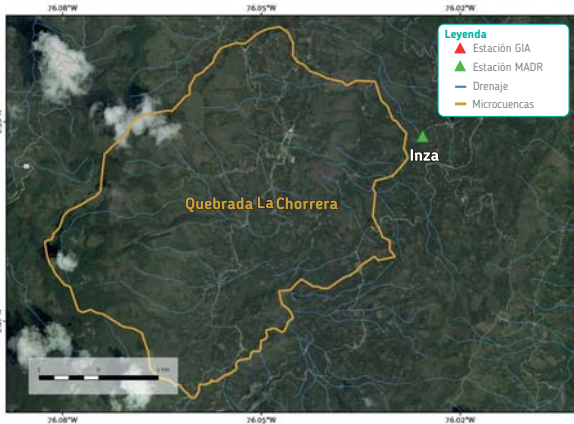 76.08°W 76.05°W 76.02°W
Leyenda
Estación GIA
Estación MADR
Drenaje
Microcuencas
Inza
Quebrada La Chorrera
76.08°W 76.05°W 76.02°W